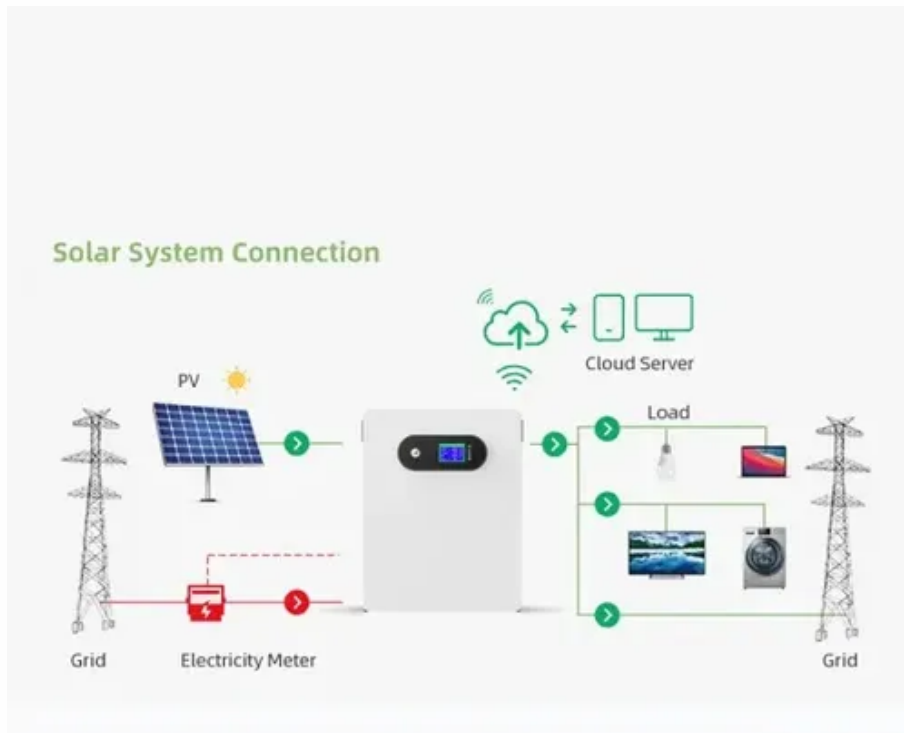 Solar System Connection
Cloud Server
PV
Load
Grid
Electricity Meter
Grid